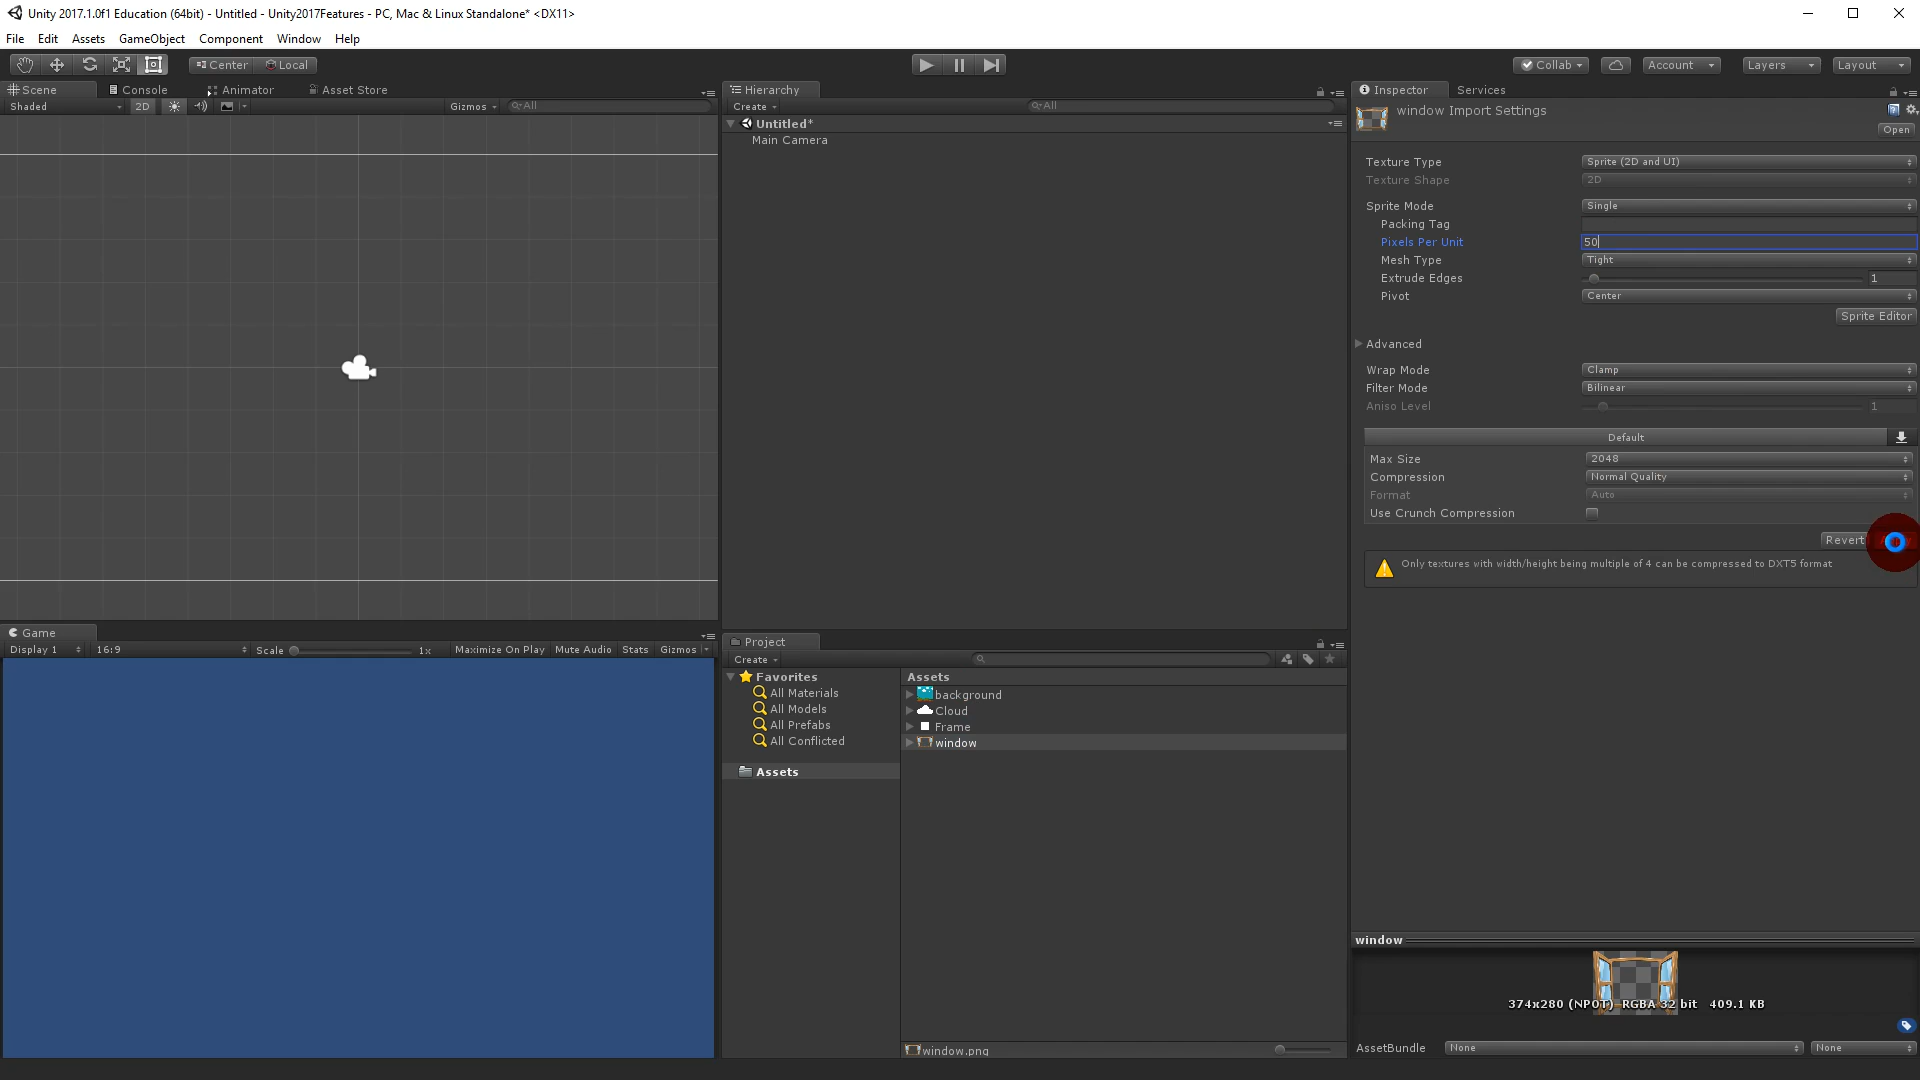 Unity 2017.1.0f1 Education (64bit) - Untitled - Unity2017Features - PC, Mac & Linux Standalone* <DX11>
File Edit Assets GameObject Component Window Help
Center Local Collab Account Layers Layout
Scene Console Animator Asset Store
Shaded 2D Gizmos All
Hierarchy
Create All
Untitled*
Main Camera
Inspector Services
window Import Settings
Open
Texture Type Sprite (2D and UI)
Texture Shape 2D
Sprite Mode Single
Packing Tag
Pixels Per Unit 50
Mesh Type Tight
Extrude Edges 1
Pivot Center
Sprite Editor
Advanced
Wrap Mode Clamp
Filter Mode Bilinear
Aniso Level 1
Default
Max Size 2048
Compression Normal Quality
Format Auto
Use Crunch Compression
Revert
Only textures with width/height being multiple of 4 can be compressed to DXT5 format
Game
Display 1 16:9 Scale 1x Maximize On Play Mute Audio Stats Gizmos
Project
Create
Favorites
All Materials
All Models
All Prefabs
All Conflicted
Assets
Assets
background
Cloud
Frame
window
window.png
window
374x280 (NPOT) RGBA 32 bit 409.1 KB
AssetBundle None None